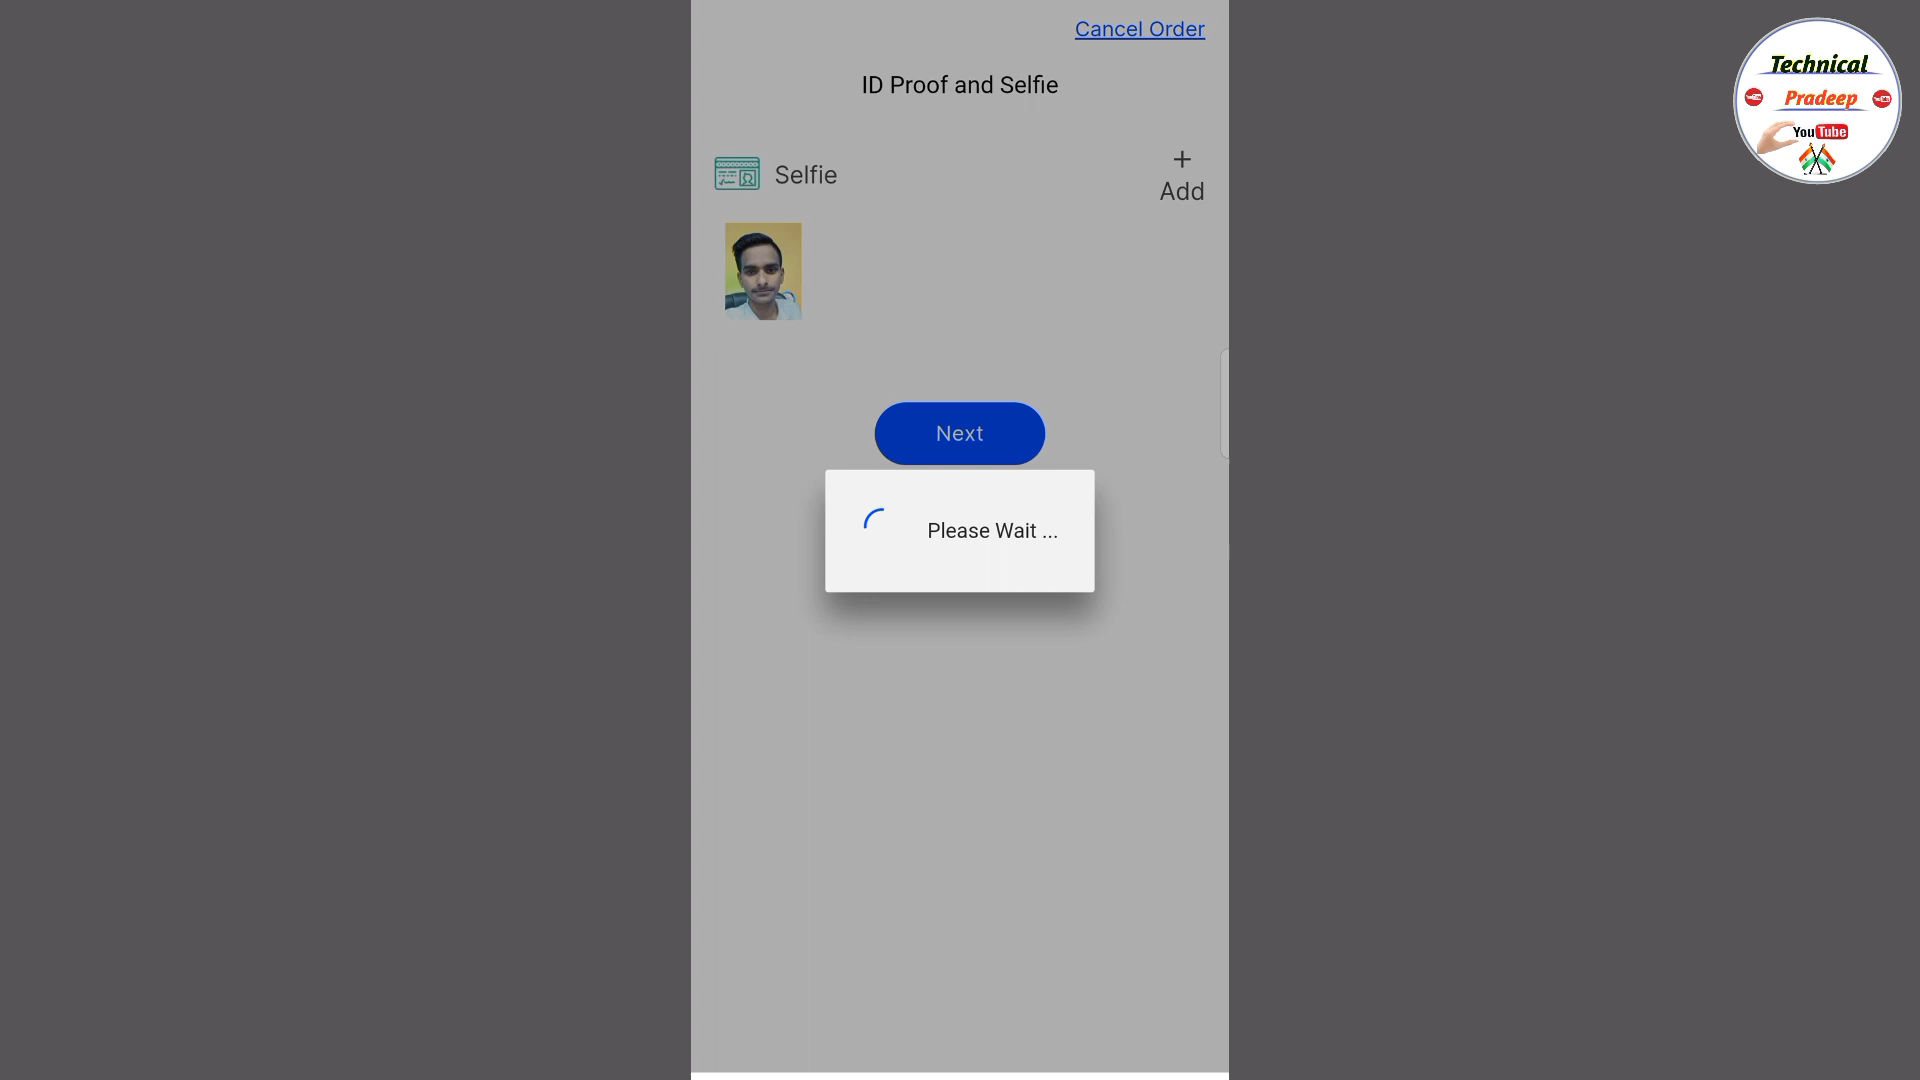 Cancel Order
ID Proof and Selfie
Selfie
+
Add
Next
Please Wait ...
Technical
Pradeep
YouTube